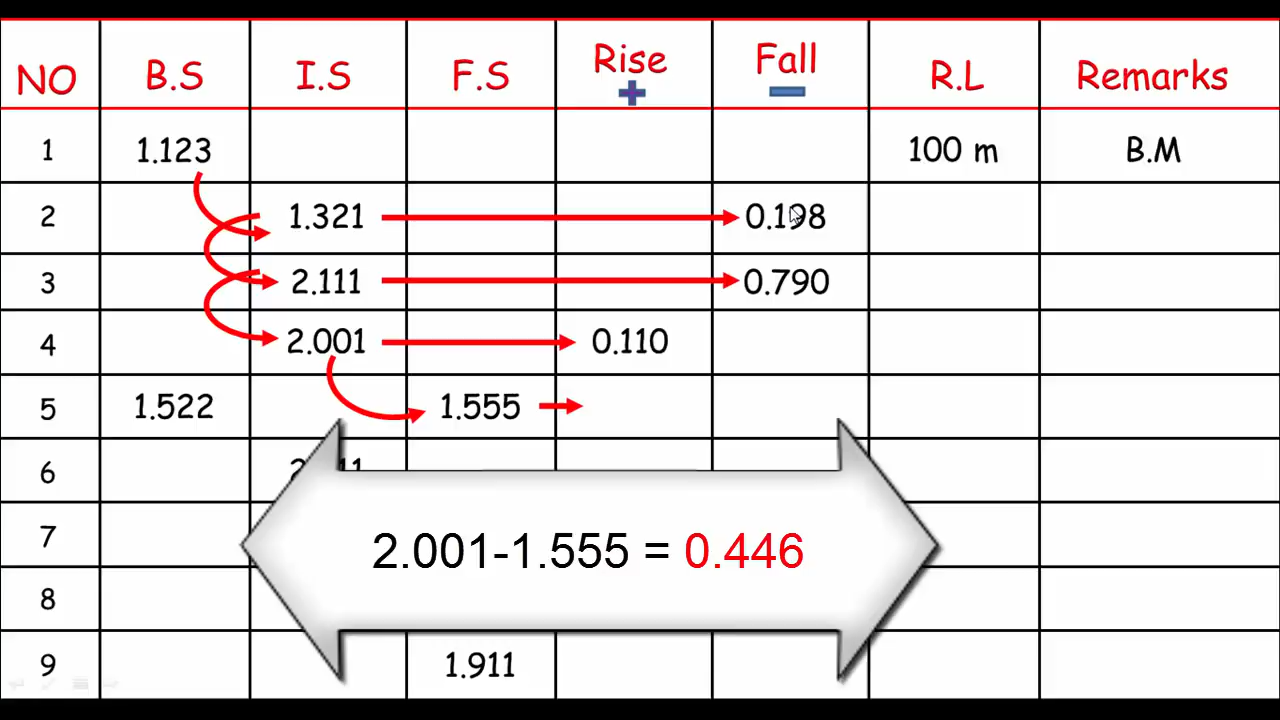 NO B.S I.S F.S Rise + Fall - R.L Remarks
1 1.123 100 m B.M
2 1.321 0.198
3 2.111 0.790
4 2.001 0.110
5 1.522 1.555
6
7
2.001-1.555 = 0.446
8
9 1.911